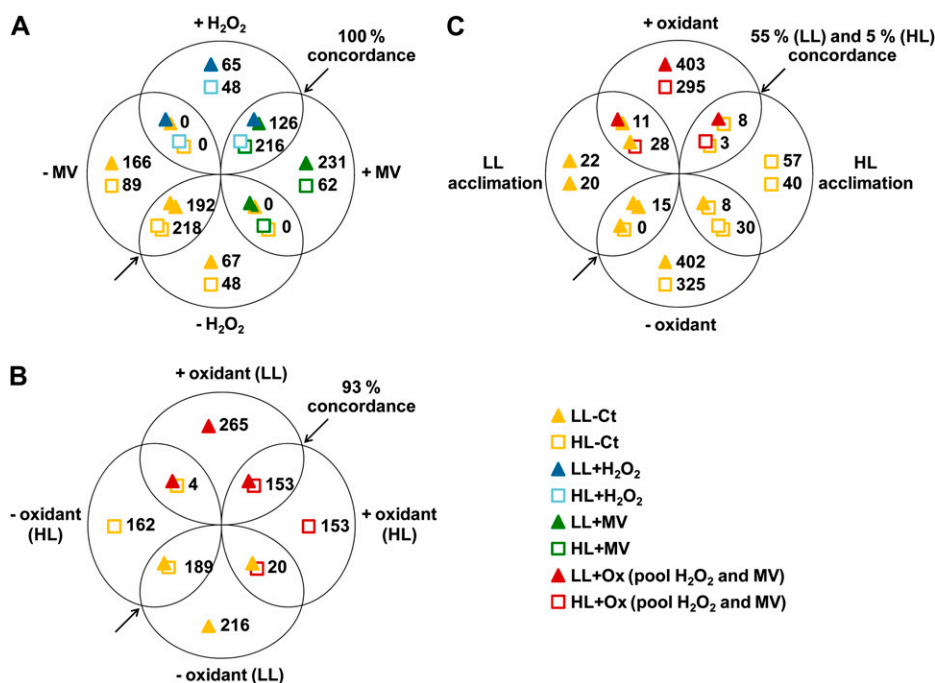 A
+ H₂O₂
100 %
concordance
65
48
0
0
126
216
- MV
166
89
231
62
+ MV
192
218
0
0
67
48
- H₂O₂
C
+ oxidant
55 % (LL) and 5 % (HL)
concordance
403
295
11
28
8
3
LL
acclimation
22
20
57
40
HL
acclimation
15
0
8
30
402
325
- oxidant
B
+ oxidant (LL)
93 %
concordance
265
4
153
- oxidant
(HL)
162
153
+ oxidant
(HL)
189
20
216
- oxidant (LL)
LL-Ct
HL-Ct
LL+H₂O₂
HL+H₂O₂
LL+MV
HL+MV
LL+Ox (pool H₂O₂ and MV)
HL+Ox (pool H₂O₂ and MV)